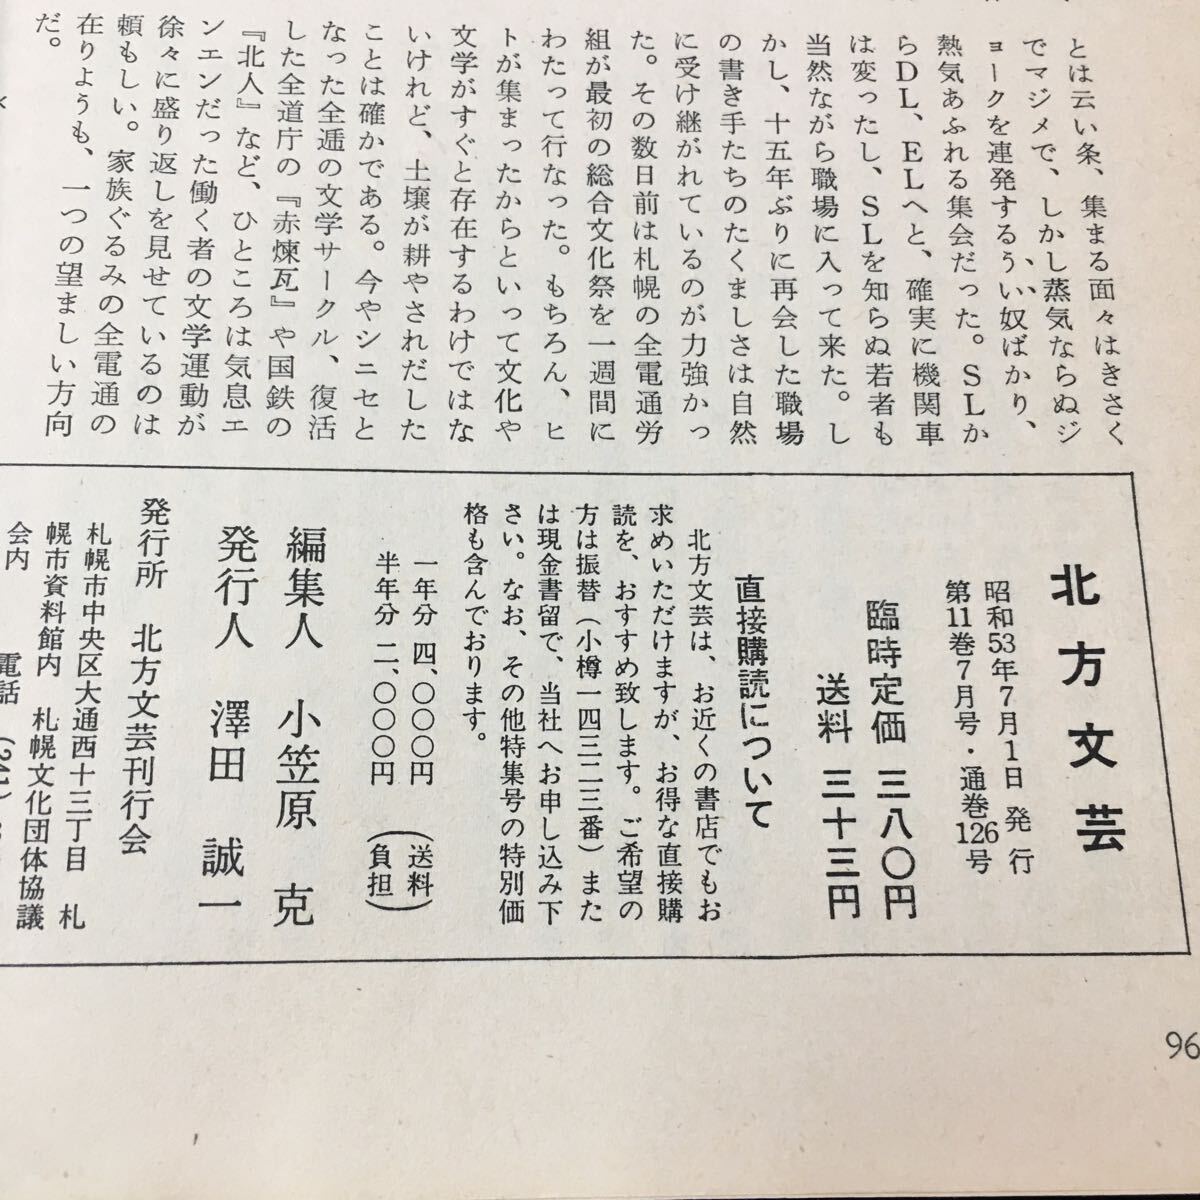 とは云い条、集まる面々はきさく
でマジメで、しかし蒸気ならぬジ
ョークを連発するうい奴ばかり、
熱気あふれる集会だった。SLか
らDL、ELへと、確実に機関車
は変ったし、SLを知らぬ若者も
当然ながら職場に入って来た。し
かし、十五年ぶりに再会した職場
の書き手たちのたくましさは自然
に受け継がれているのが力強かっ
た。その数日前は札幌の全電通労
組が最初の総合文化祭を一週間に
わたって行なった。もちろん、ヒ
トが集まったからといって文化や
文学がすぐと存在するわけではな
いけれど、土壌が耕やされだした
ことは確かである。今やシニセと
なった全逓の文学サークル、復活
した全道庁の『赤煉瓦』や国鉄の
『北人』など、ひところは気息エ
ンエンだった働く者の文学運動が
徐々に盛り返しを見せているのは
頼もしい。家族ぐるみの全電通の
在りようも、一つの望ましい方向
だ。
北方文芸
昭和53年7月1日 発行
第11巻7月号・通巻126号
臨時定価 三八〇円
送料 三十三円
直接購読について
北方文芸は、お近くの書店でもお
求めいただけますが、お得な直接購
読を、おすすめ致します。ご希望の
方は振替（小樽一四三二三番）また
は現金書留で、当社へお申し込み下
さい。なお、その他特集号の特別価
格も含んでおります。
一年分 四、〇〇〇円
半年分 二、〇〇〇円
（送料
負担）
編集人 小笠原 克
発行人 澤田 誠一
発行所 北方文芸刊行会
札幌市中央区大通西十三丁目 札
幌市資料館内 札幌文化団体協議
会内 電話（241）
96